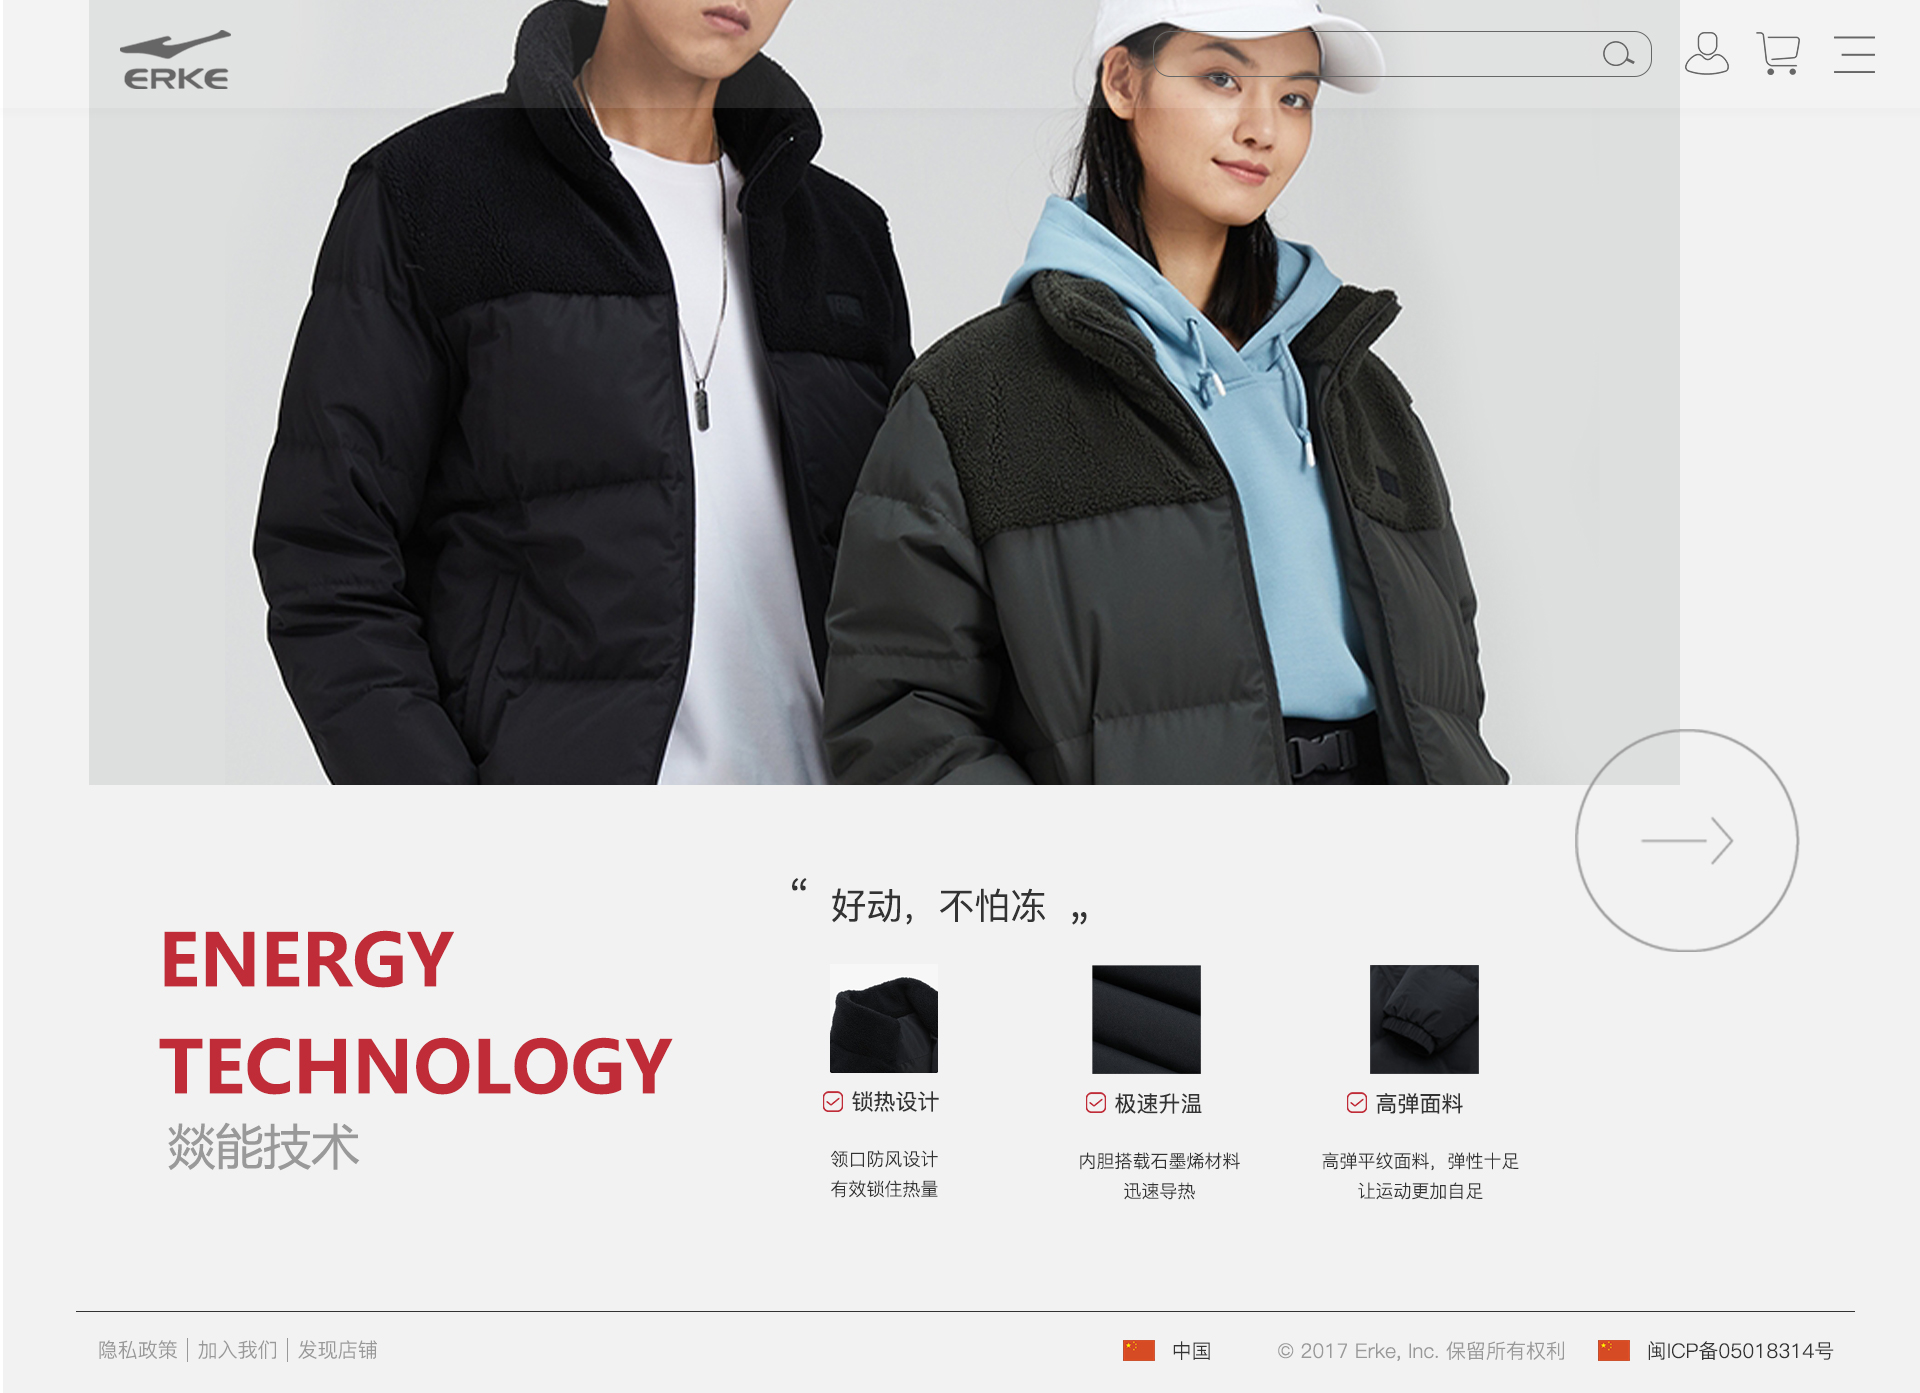 ERKE
“ 好动，不怕冻 „
ENERGY
TECHNOLOGY
燚能技术
锁热设计
领口防风设计
有效锁住热量
极速升温
内胆搭载石墨烯材料
迅速导热
高弹面料
高弹平纹面料，弹性十足
让运动更加自足
隐私政策 | 加入我们 | 发现店铺
中国 © 2017 Erke, Inc. 保留所有权利 闽ICP备05018314号